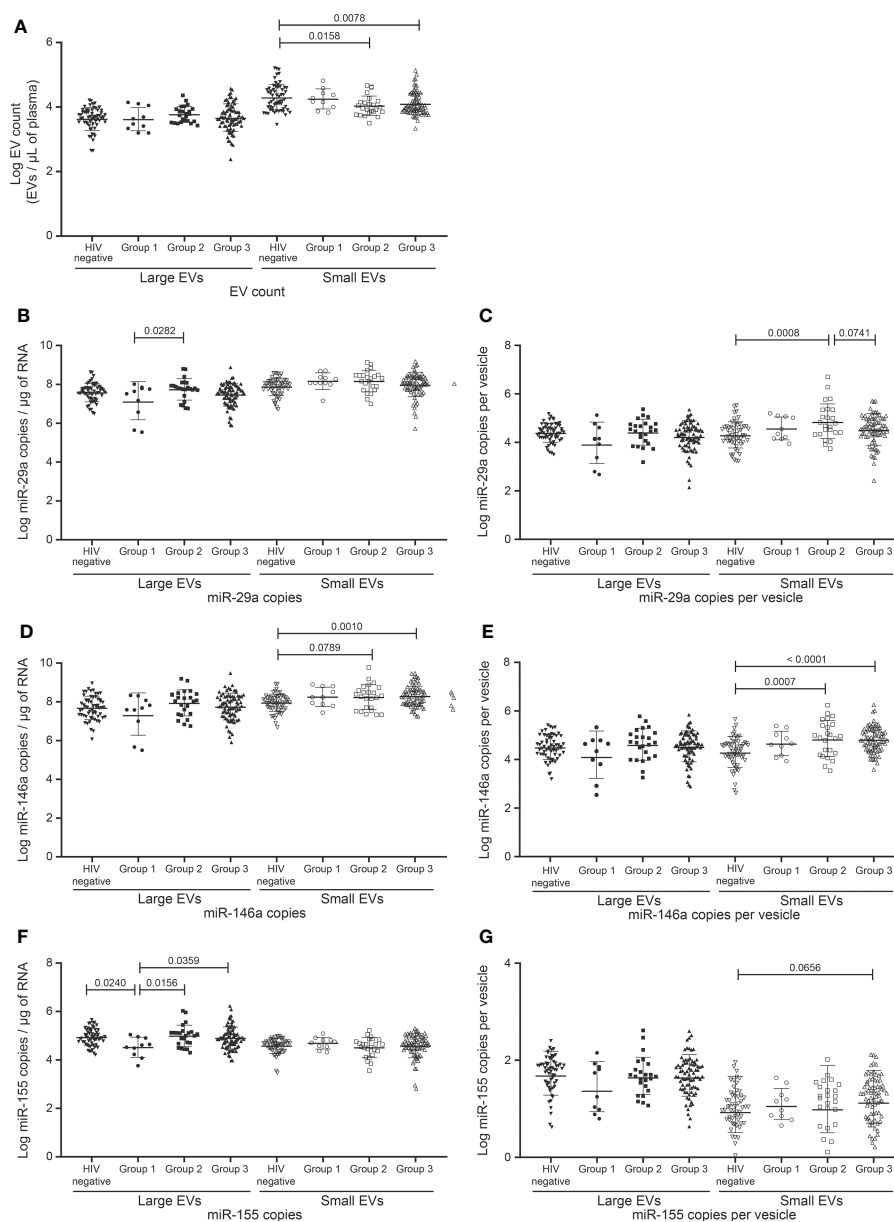 A
0.0078
0.0158
Log EV count
(EVs / µL of plasma)
6
4
2
0
HIV negative
Group 1
Group 2
Group 3
HIV negative
Group 1
Group 2
Group 3
Large EVs
Small EVs
EV count
B
0.0282
Log miR-29a copies / µg of RNA
10
8
6
4
2
0
HIV negative
Group 1
Group 2
Group 3
HIV negative
Group 1
Group 2
Group 3
Large EVs
Small EVs
miR-29a copies
C
0.0008
0.0741
Log miR-29a copies per vesicle
8
6
4
2
0
HIV negative
Group 1
Group 2
Group 3
HIV negative
Group 1
Group 2
Group 3
Large EVs
Small EVs
miR-29a copies per vesicle
D
0.0010
0.0789
Log miR-146a copies / µg of RNA
10
8
6
4
2
0
HIV negative
Group 1
Group 2
Group 3
HIV negative
Group 1
Group 2
Group 3
Large EVs
Small EVs
miR-146a copies
E
< 0.0001
0.0007
Log miR-146a copies per vesicle
8
6
4
2
0
HIV negative
Group 1
Group 2
Group 3
HIV negative
Group 1
Group 2
Group 3
Large EVs
Small EVs
miR-146a copies per vesicle
F
0.0359
0.0240
0.0156
Log miR-155 copies / µg of RNA
8
6
4
2
0
HIV negative
Group 1
Group 2
Group 3
HIV negative
Group 1
Group 2
Group 3
Large EVs
Small EVs
miR-155 copies
G
0.0656
Log miR-155 copies per vesicle
4
2
0
HIV negative
Group 1
Group 2
Group 3
HIV negative
Group 1
Group 2
Group 3
Large EVs
Small EVs
miR-155 copies per vesicle